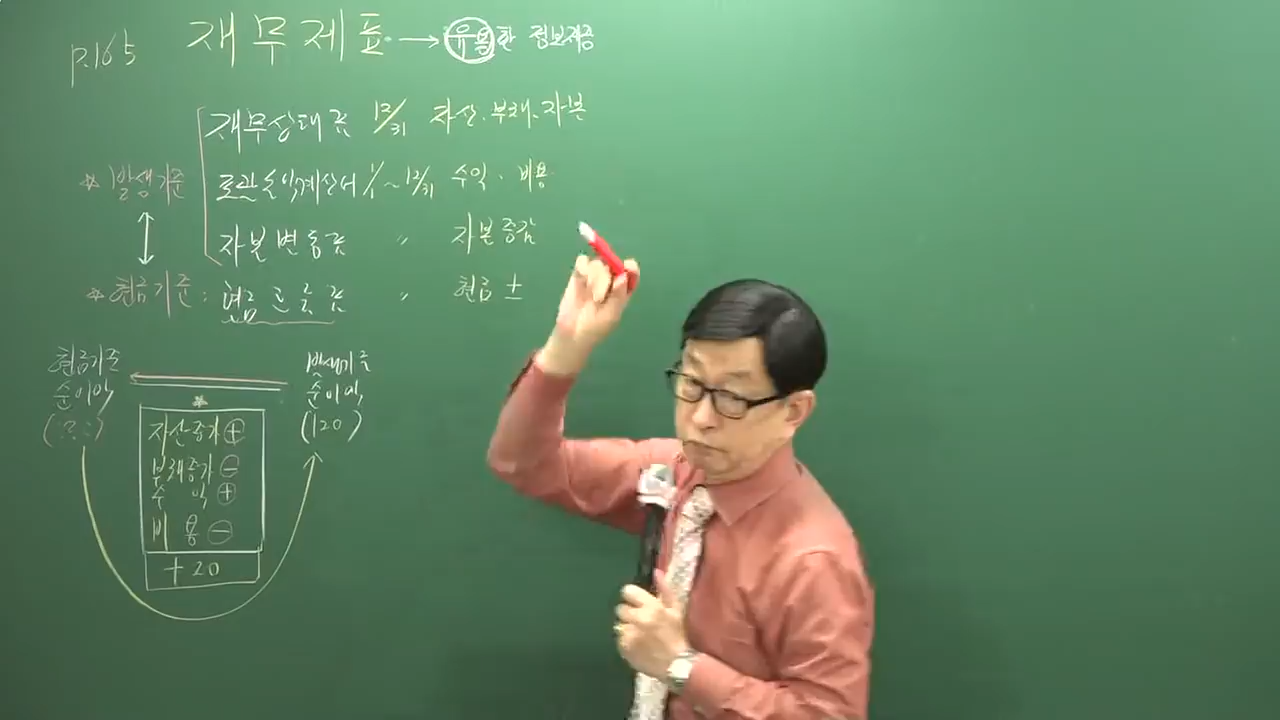 p.165 재무제표 → 유용한 정보제공
재무상태표 12/31 자산.부채.자본
* 발생기준 포괄손익계산서 1/1~12/31 수익.비용
자본변동표 〃 자본증감
* 현금기준: 현금흐름표 〃 현금 ±
현금기준 발생기준
순이익 순이익
(??) (120)
*
자산증가 ⊕
부채증가 ⊖
수익 ⊕
비용 ⊖
+20